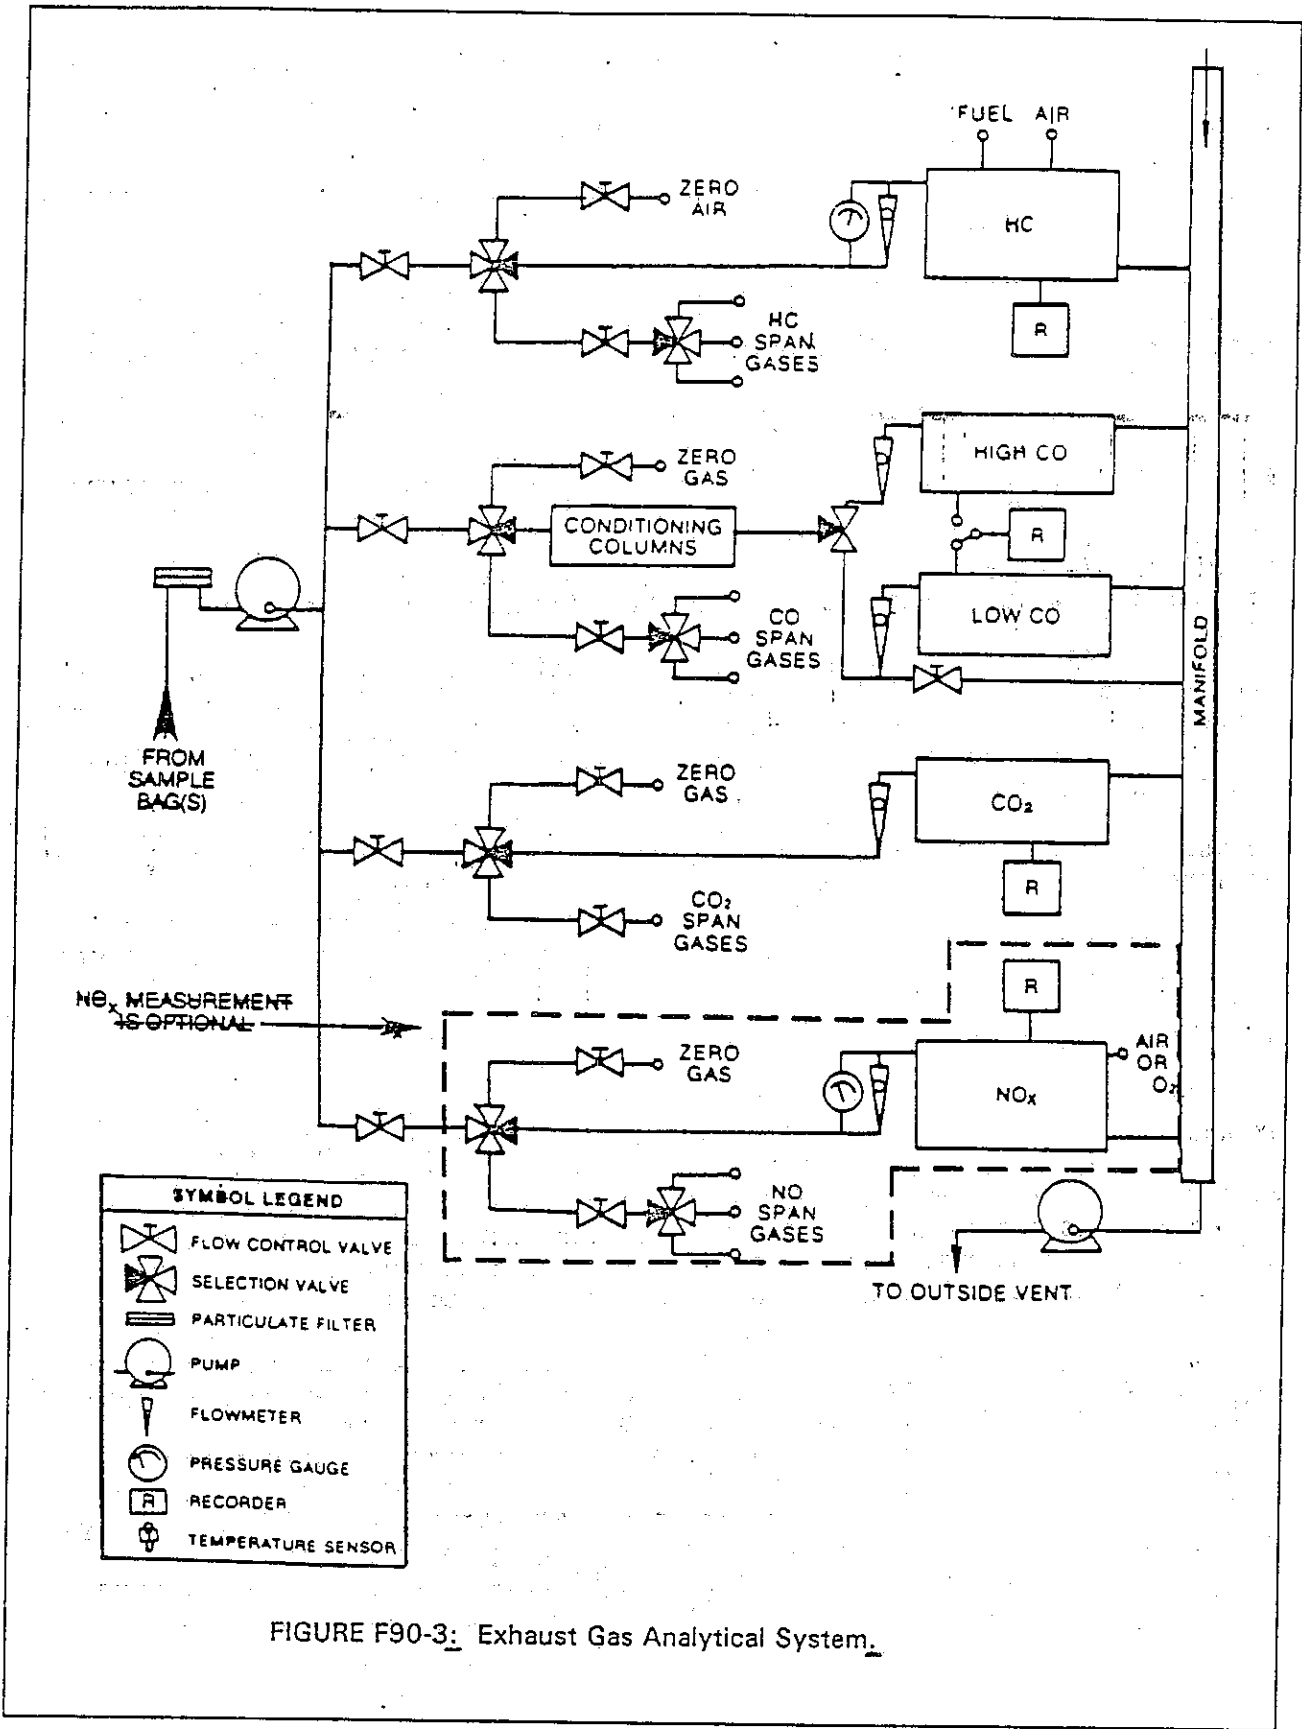 FUEL AIR
ZERO
AIR
HC
R
HC
SPAN
GASES
ZERO
GAS
HIGH CO
CONDITIONING
COLUMNS
R
CO
SPAN
GASES
LOW CO
MANIFOLD
FROM
SAMPLE
BAG(S)
ZERO
GAS
CO₂
R
CO₂
SPAN
GASES
NOₓ MEASUREMENT
IS OPTIONAL
R
ZERO
GAS
AIR
OR
O₂
NOx
NO
SPAN
GASES
TO OUTSIDE VENT
SYMBOL LEGEND
FLOW CONTROL VALVE
SELECTION VALVE
PARTICULATE FILTER
PUMP
FLOWMETER
PRESSURE GAUGE
R RECORDER
TEMPERATURE SENSOR
FIGURE F90-3: Exhaust Gas Analytical System.